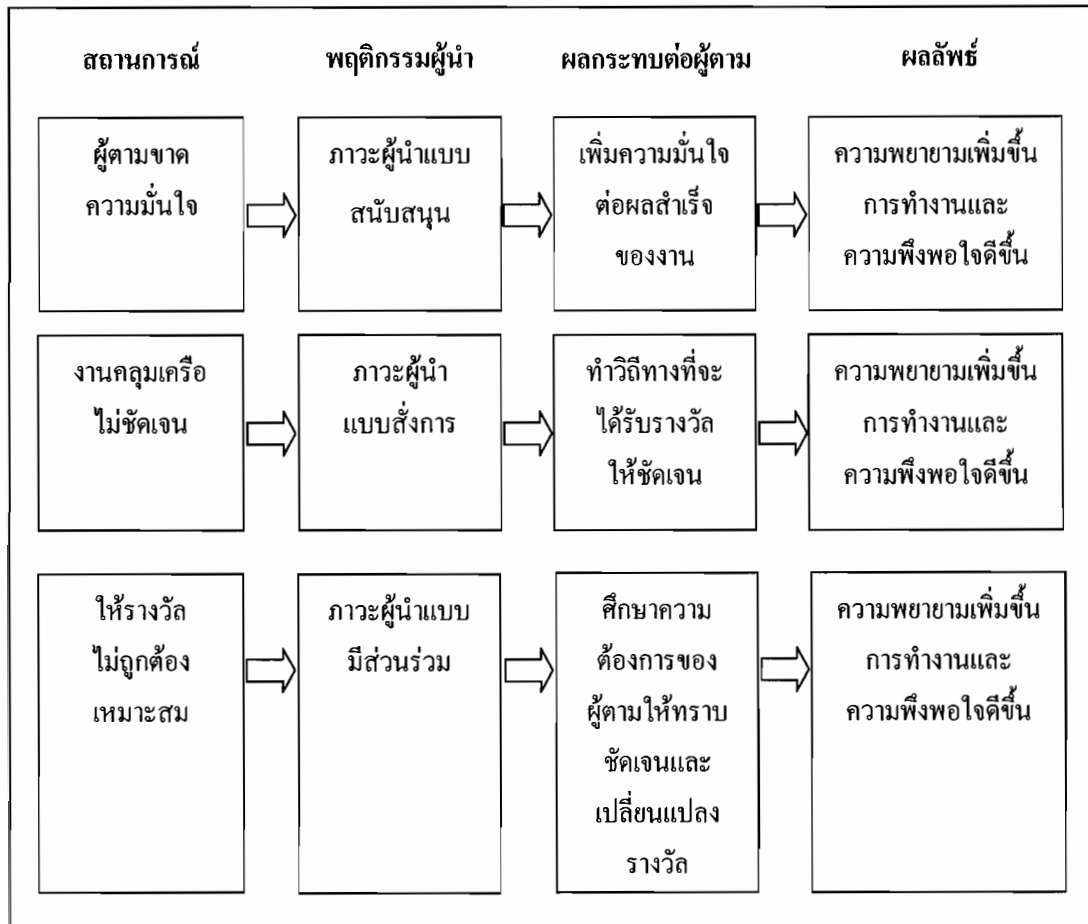 สถานการณ์
พฤติกรรมผู้นำ
ผลกระทบต่อผู้ตาม
ผลลัพธ์
ผู้ตามขาด
ความมั่นใจ
ภาวะผู้นำแบบ
สนับสนุน
เพิ่มความมั่นใจ
ต่อผลสำเร็จ
ของงาน
ความพยายามเพิ่มขึ้น
การทำงานและ
ความพึงพอใจดีขึ้น
งานคลุมเครือ
ไม่ชัดเจน
ภาวะผู้นำ
แบบสั่งการ
ทำวิถีทางที่จะ
ได้รับรางวัล
ให้ชัดเจน
ความพยายามเพิ่มขึ้น
การทำงานและ
ความพึงพอใจดีขึ้น
ให้รางวัล
ไม่ถูกต้อง
เหมาะสม
ภาวะผู้นำแบบ
มีส่วนร่วม
ศึกษาความ
ต้องการของ
ผู้ตามให้ทราบ
ชัดเจนและ
เปลี่ยนแปลง
รางวัล
ความพยายามเพิ่มขึ้น
การทำงานและ
ความพึงพอใจดีขึ้น